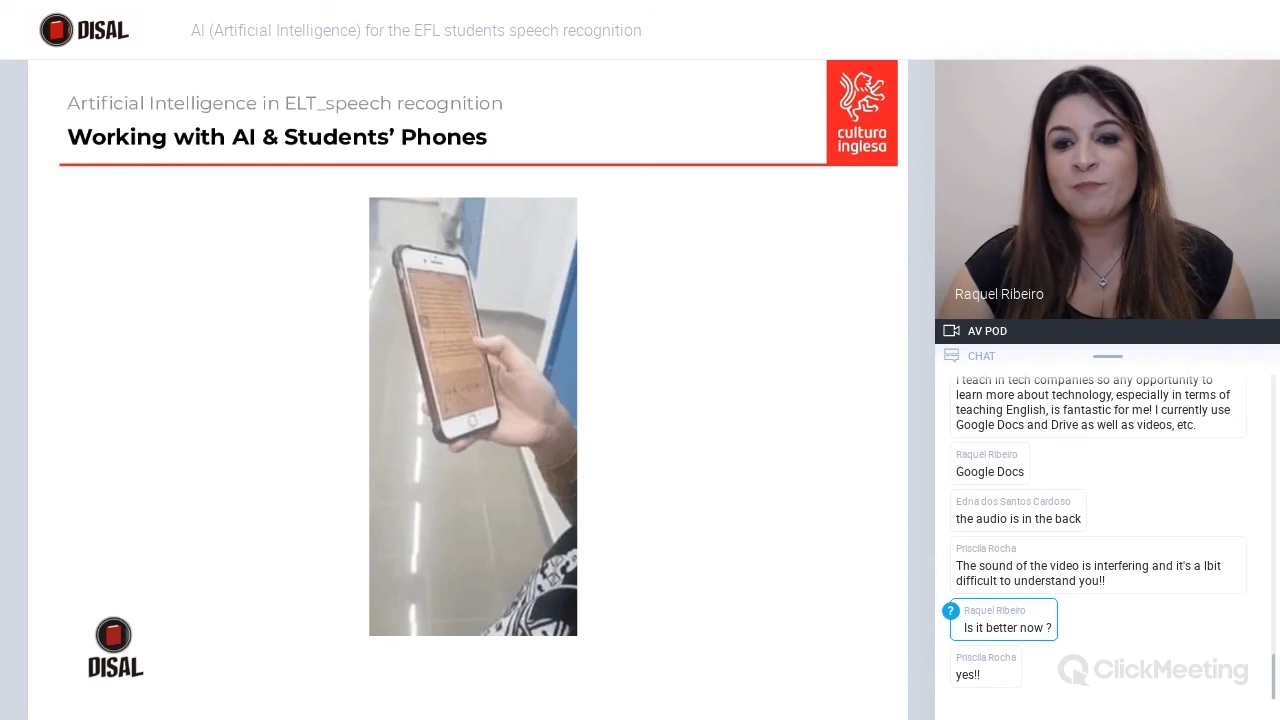 DISAL
AI (Artificial Intelligence) for the EFL students speech recognition
Artificial Intelligence in ELT_speech recognition
Working with AI & Students’ Phones
cultura
inglesa
DISAL
Raquel Ribeiro
AV POD
CHAT
I teach in tech companies so any opportunity to
learn more about technology, especially in terms of
teaching English, is fantastic for me! I currently use
Google Docs and Drive as well as videos, etc.
Raquel Ribeiro
Google Docs
Edna dos Santos Cardoso
the audio is in the back
Priscila Rocha
The sound of the video is interfering and it's a lbit
difficult to understand you!!
?
Raquel Ribeiro
Is it better now ?
Priscila Rocha
yes!!
ClickMeeting